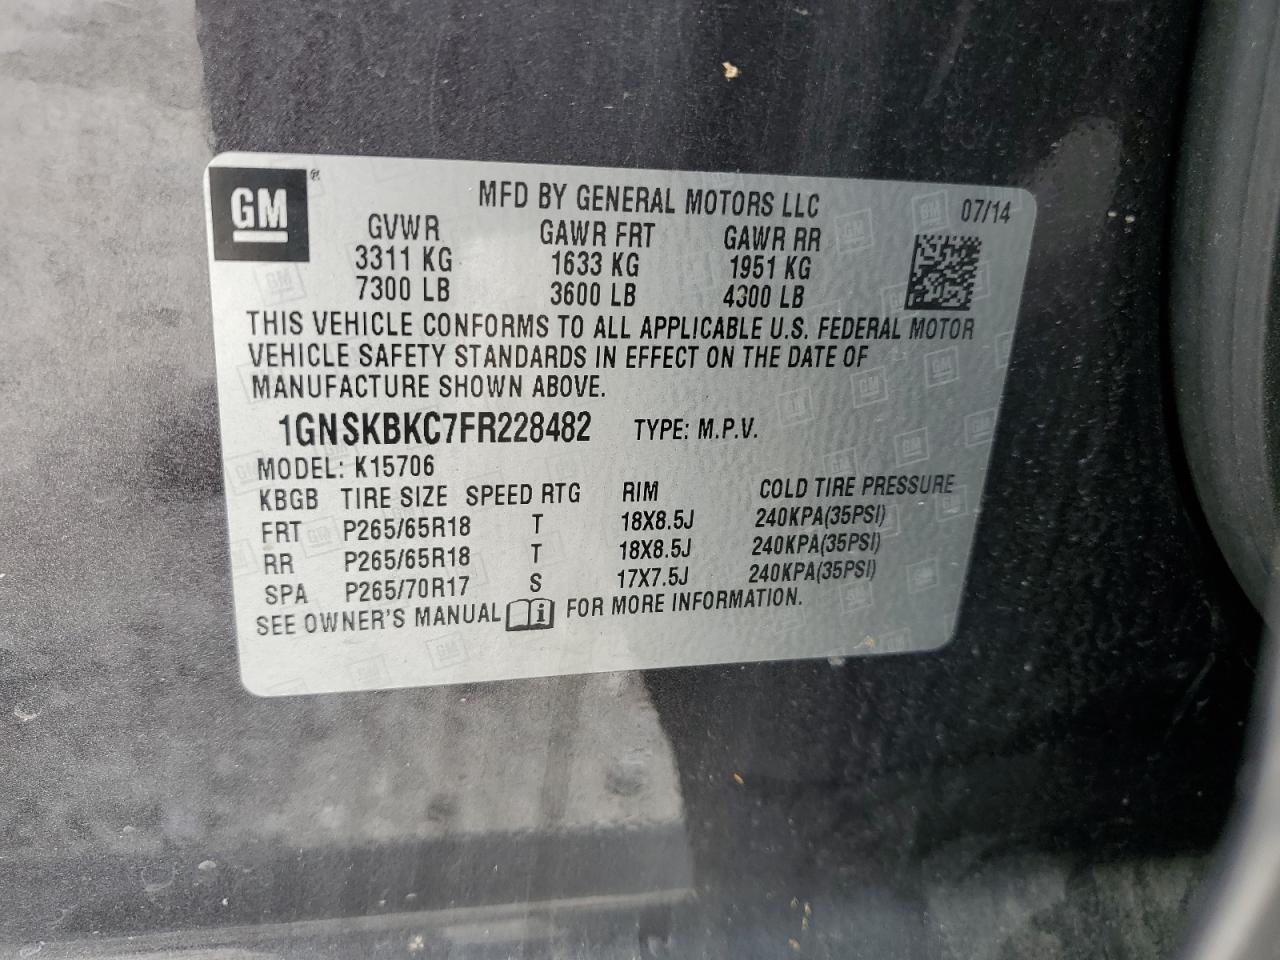 GM ®
MFD BY GENERAL MOTORS LLC
07/14
GVWR GAWR FRT GAWR RR
3311 KG 1633 KG 1951 KG
7300 LB 3600 LB 4300 LB
THIS VEHICLE CONFORMS TO ALL APPLICABLE U.S. FEDERAL MOTOR
VEHICLE SAFETY STANDARDS IN EFFECT ON THE DATE OF
MANUFACTURE SHOWN ABOVE.
1GNSKBKC7FR228482 TYPE: M.P.V.
MODEL: K15706
KBGB TIRE SIZE SPEED RTG RIM COLD TIRE PRESSURE
FRT P265/65R18 T 18X8.5J 240KPA(35PSI)
RR P265/65R18 T 18X8.5J 240KPA(35PSI)
SPA P265/70R17 S 17X7.5J 240KPA(35PSI)
SEE OWNER'S MANUAL i FOR MORE INFORMATION.